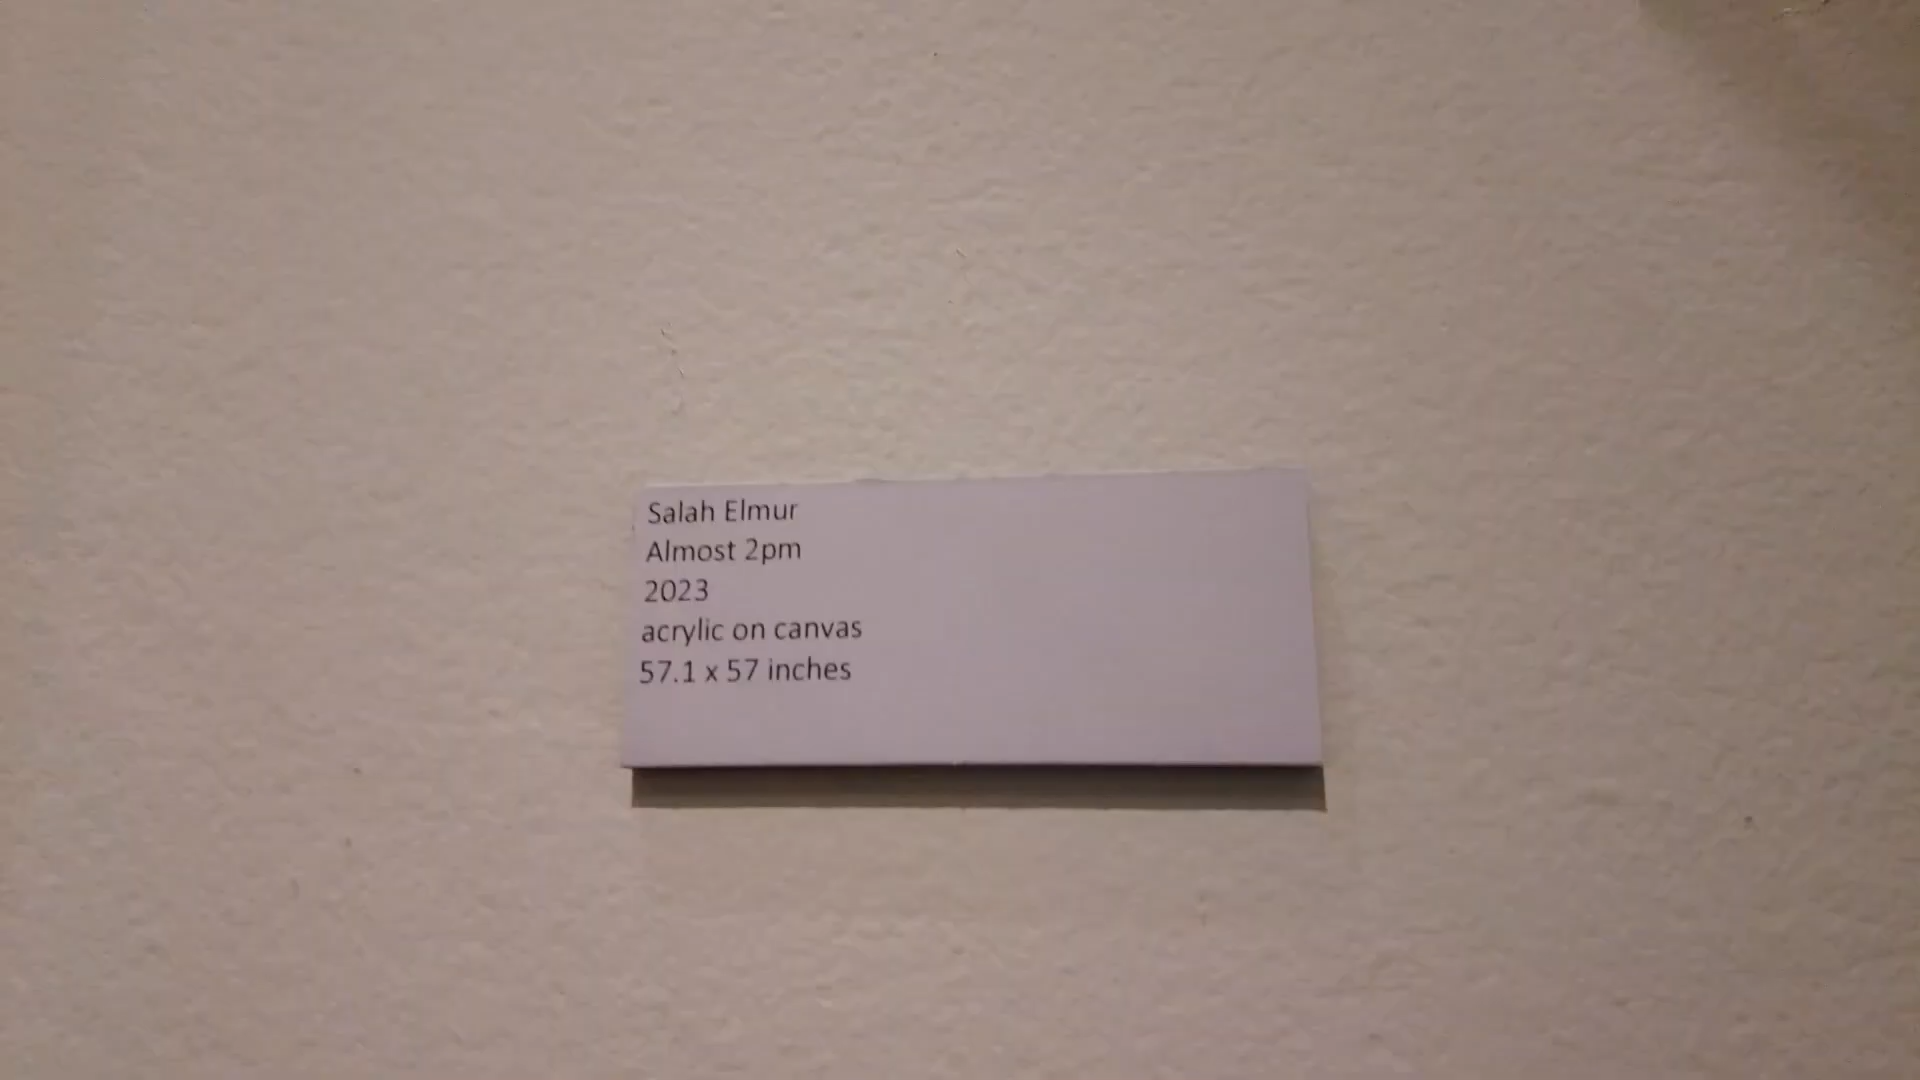 Salah Elmur
Almost 2pm
2023
acrylic on canvas
57.1 x 57 inches